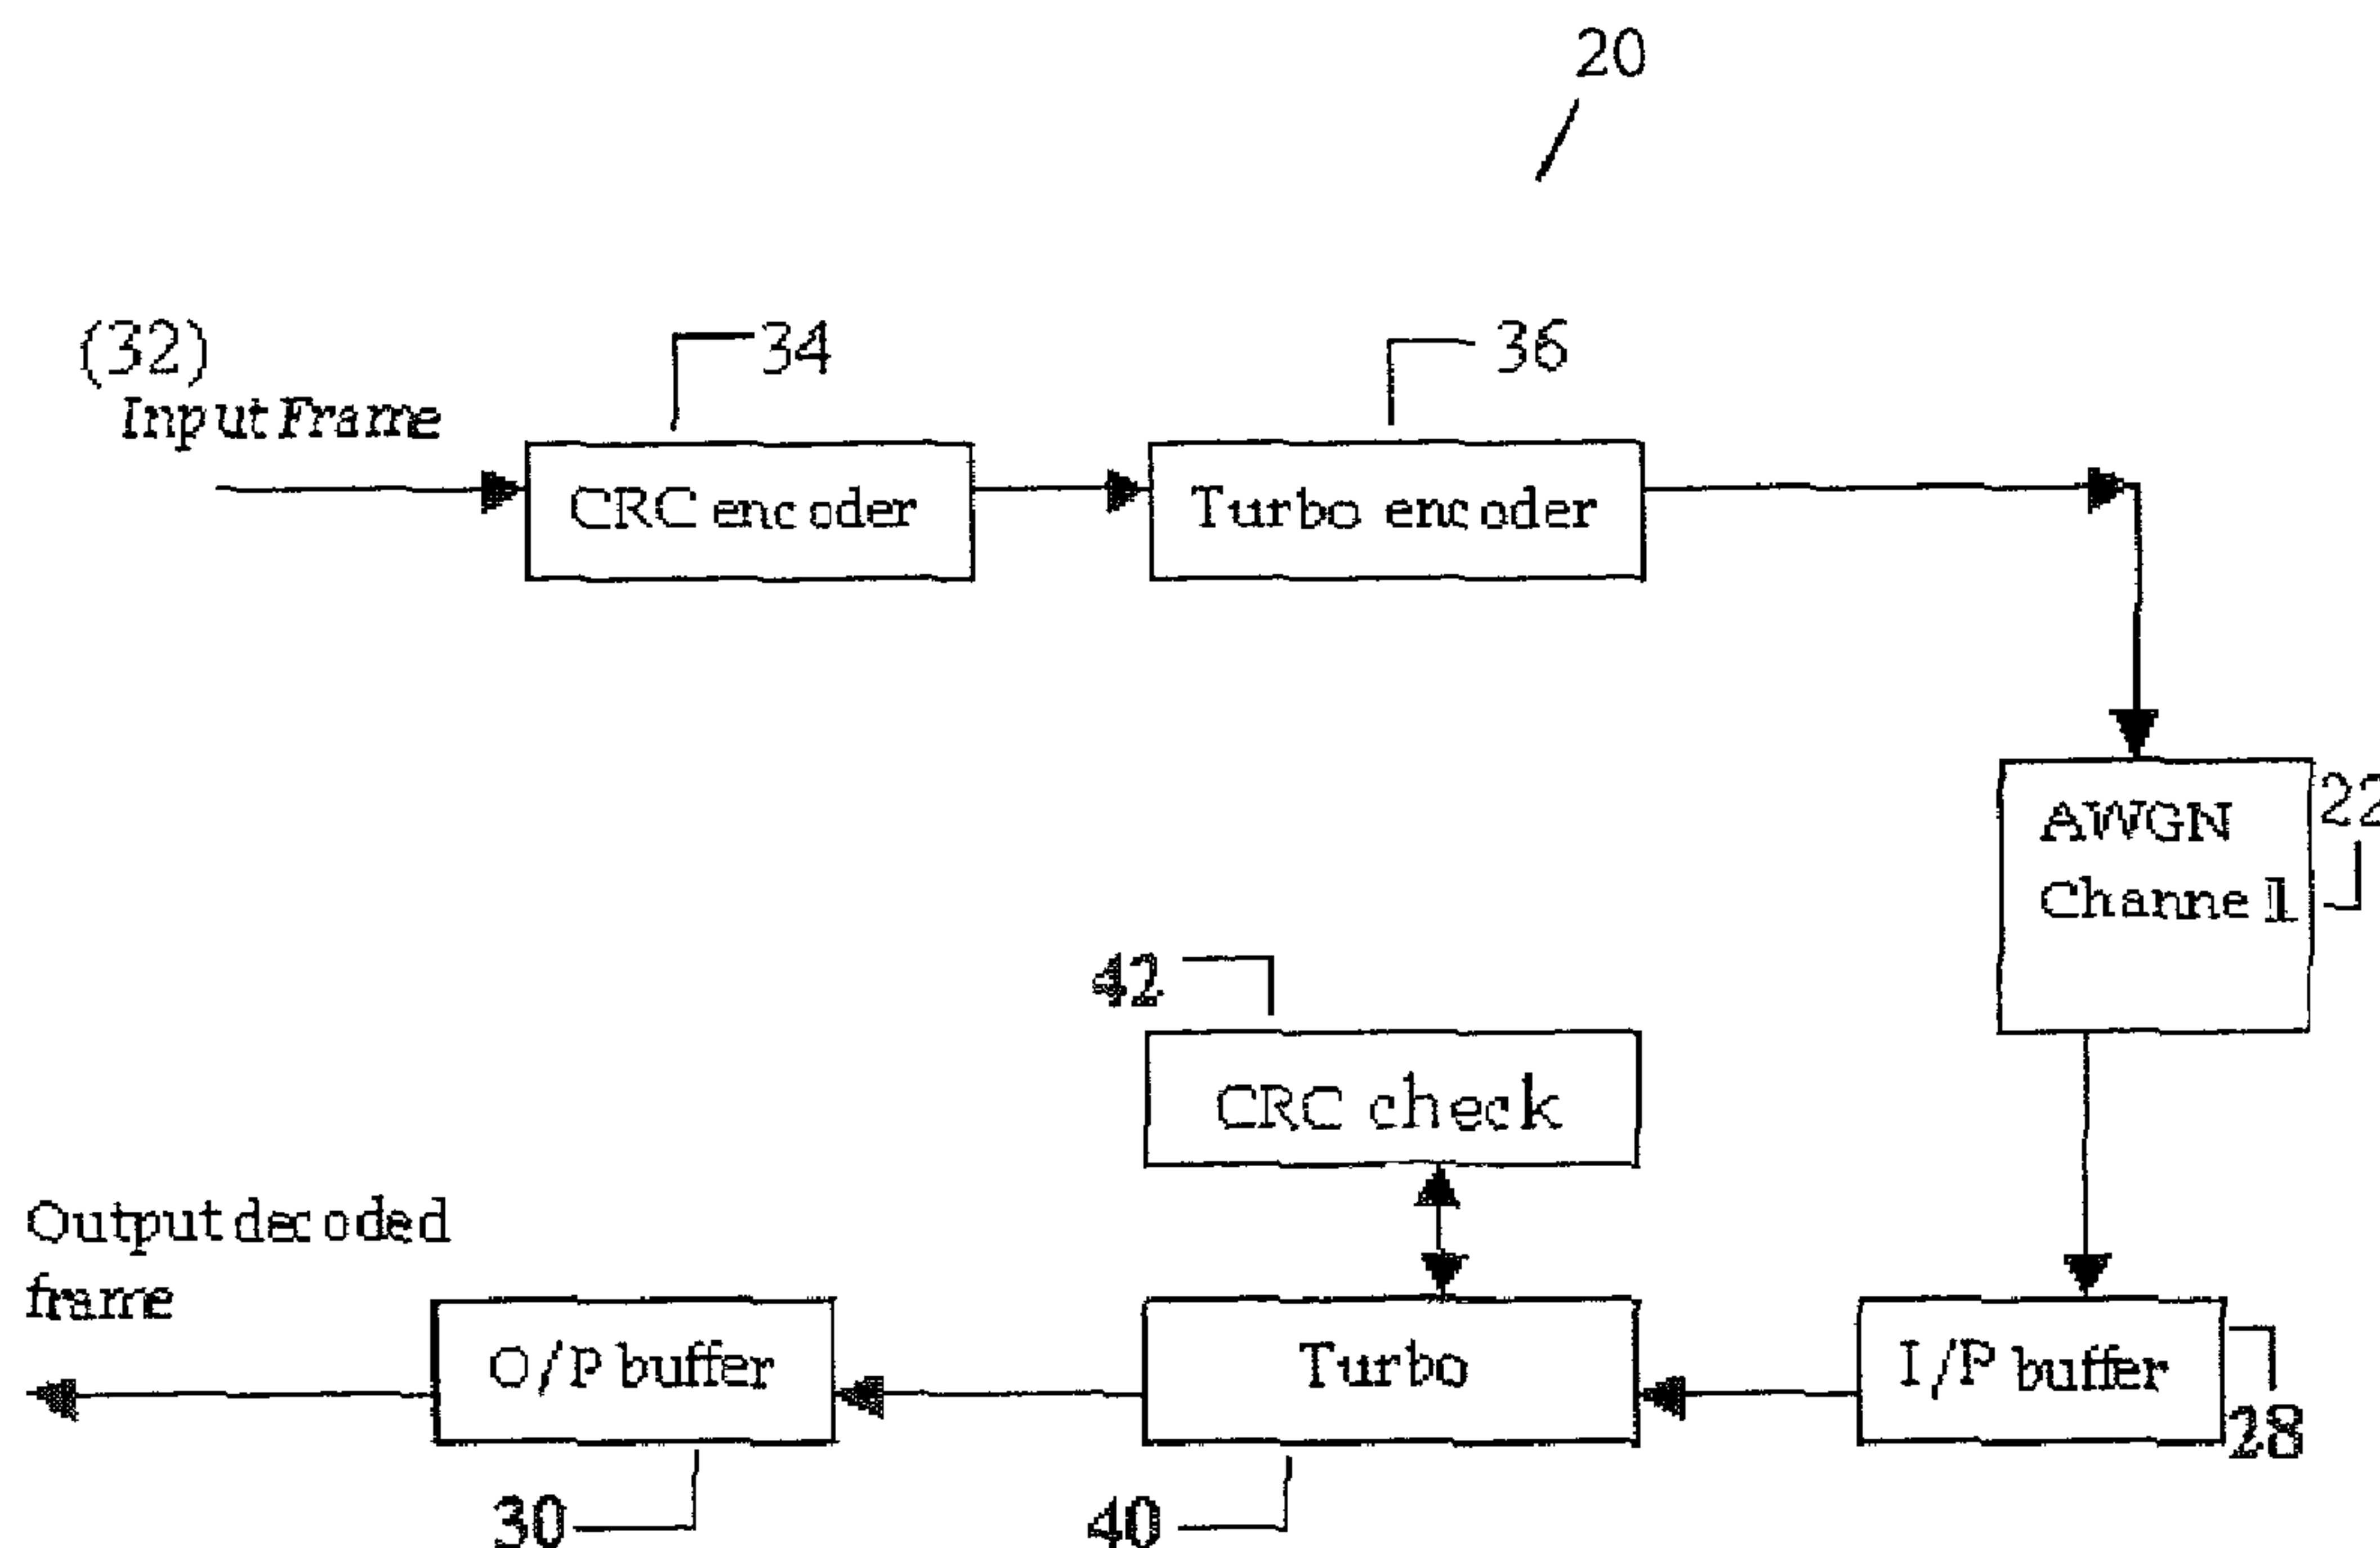 20
(32)
Input Frame
34
36
CRC encoder
Turbo encoder
AWGN
Channel
22
42
CRC check
Output decoded
frame
O/P buffer
Turbo
I/P buffer
28
30
40